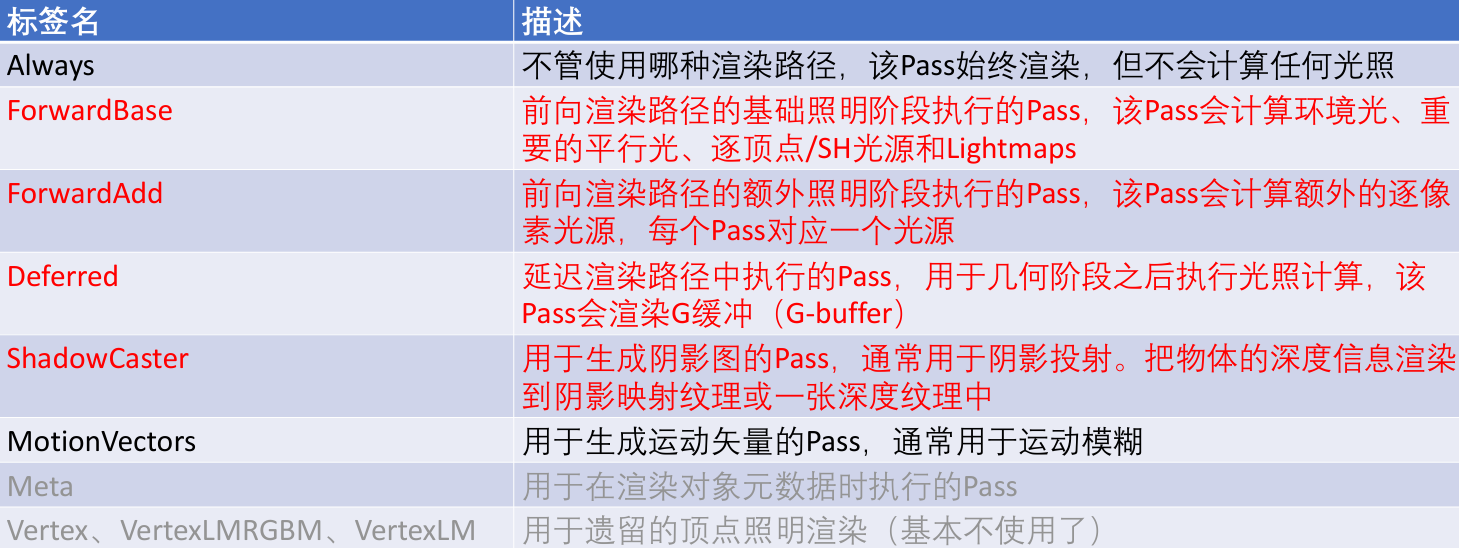 标签名 描述
Always 不管使用哪种渲染路径，该Pass始终渲染，但不会计算任何光照
ForwardBase 前向渲染路径的基础照明阶段执行的Pass，该Pass会计算环境光、重
要的平行光、逐顶点/SH光源和Lightmaps
ForwardAdd 前向渲染路径的额外照明阶段执行的Pass，该Pass会计算额外的逐像
素光源，每个Pass对应一个光源
Deferred 延迟渲染路径中执行的Pass，用于几何阶段之后执行光照计算，该
Pass会渲染G缓冲（G-buffer）
ShadowCaster 用于生成阴影图的Pass，通常用于阴影投射。把物体的深度信息渲染
到阴影映射纹理或一张深度纹理中
MotionVectors 用于生成运动矢量的Pass，通常用于运动模糊
Meta 用于在渲染对象元数据时执行的Pass
Vertex、VertexLMRGBM、VertexLM 用于遗留的顶点照明渲染（基本不使用了）